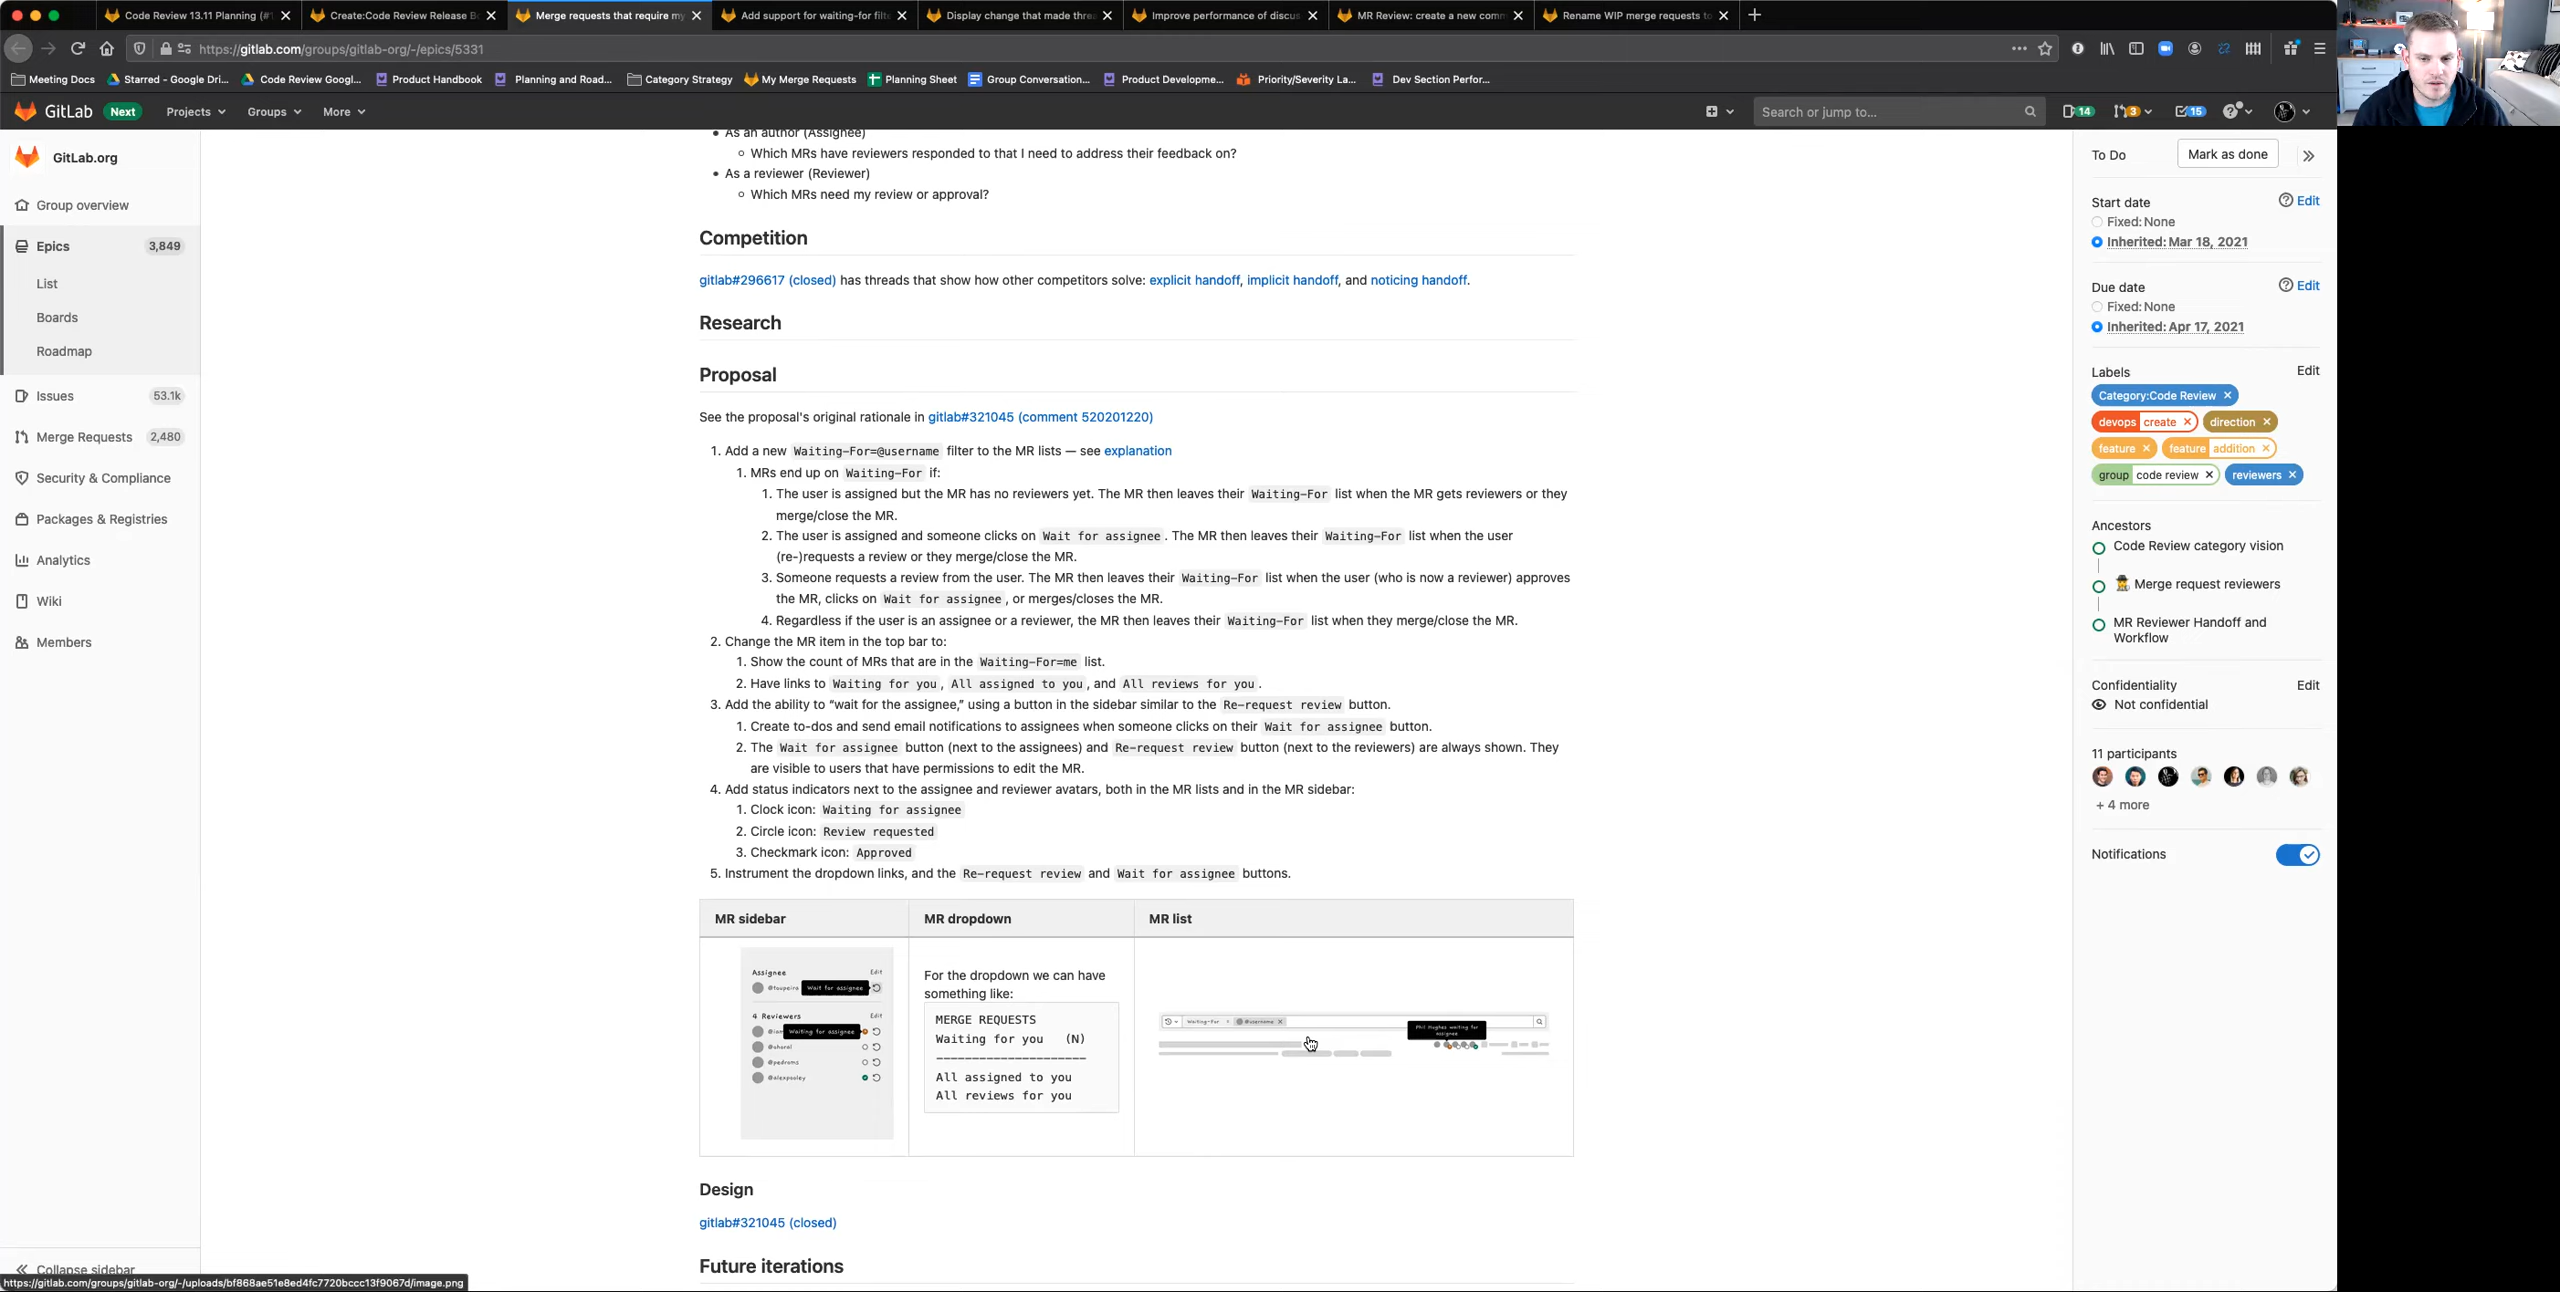 Code Review 13.11 Planning (#1
Create:Code Review Release B
Merge requests that require my
Add support for waiting-for filte
Display change that made threa
Improve performance of discus
MR Review: create a new comm
Rename WIP merge requests to
https://gitlab.com/groups/gitlab-org/-/epics/5331
Meeting Docs
Starred - Google Dri...
Code Review Googl...
Product Handbook
Planning and Road...
Category Strategy
My Merge Requests
Planning Sheet
Group Conversation...
Product Developme...
Priority/Severity La...
Dev Section Perfor...
GitLab Next Projects Groups More
Search or jump to...
14
3
15
GitLab.org
Group overview
Epics 3,849
List
Boards
Roadmap
Issues 53.1k
Merge Requests 2,480
Security & Compliance
Packages & Registries
Analytics
Wiki
Members
Collapse sidebar
https://gitlab.com/groups/gitlab-org/-/uploads/bf868ae51e8ed4fc7720bccc13f9067d/image.png
• As an author (Assignee)
Which MRs have reviewers responded to that I need to address their feedback on?
• As a reviewer (Reviewer)
Which MRs need my review or approval?
Competition
gitlab#296617 (closed) has threads that show how other competitors solve: explicit handoff, implicit handoff, and noticing handoff.
Research
Proposal
See the proposal's original rationale in gitlab#321045 (comment 520201220)
1. Add a new Waiting-For=@username filter to the MR lists — see explanation
1. MRs end up on Waiting-For if:
1. The user is assigned but the MR has no reviewers yet. The MR then leaves their Waiting-For list when the MR gets reviewers or they
merge/close the MR.
2. The user is assigned and someone clicks on Wait for assignee. The MR then leaves their Waiting-For list when the user
(re-)requests a review or they merge/close the MR.
3. Someone requests a review from the user. The MR then leaves their Waiting-For list when the user (who is now a reviewer) approves
the MR, clicks on Wait for assignee, or merges/closes the MR.
4. Regardless if the user is an assignee or a reviewer, the MR then leaves their Waiting-For list when they merge/close the MR.
2. Change the MR item in the top bar to:
1. Show the count of MRs that are in the Waiting-For=me list.
2. Have links to Waiting for you, All assigned to you, and All reviews for you.
3. Add the ability to “wait for the assignee,” using a button in the sidebar similar to the Re-request review button.
1. Create to-dos and send email notifications to assignees when someone clicks on their Wait for assignee button.
2. The Wait for assignee button (next to the assignees) and Re-request review button (next to the reviewers) are always shown. They
are visible to users that have permissions to edit the MR.
4. Add status indicators next to the assignee and reviewer avatars, both in the MR lists and in the MR sidebar:
1. Clock icon: Waiting for assignee
2. Circle icon: Review requested
3. Checkmark icon: Approved
5. Instrument the dropdown links, and the Re-request review and Wait for assignee buttons.
MR sidebar MR dropdown MR list
Assignee Edit
@toupeira Wait for assignee
4 Reviewers Edit
Waiting for assignee
@oharal
@pedroms
@alexpooley
For the dropdown we can have
something like:
MERGE REQUESTS
Waiting for you (N)
----------------------
All assigned to you
All reviews for you
Waiting-For @username
Phil Hughes waiting for
assignee
Design
gitlab#321045 (closed)
Future iterations
To Do Mark as done
Start date Edit
Fixed: None
Inherited: Mar 18, 2021
Due date Edit
Fixed: None
Inherited: Apr 17, 2021
Labels Edit
Category:Code Review
devops create direction
feature feature addition
group code review reviewers
Ancestors
Code Review category vision
Merge request reviewers
MR Reviewer Handoff and
Workflow
Confidentiality Edit
Not confidential
11 participants
+ 4 more
Notifications